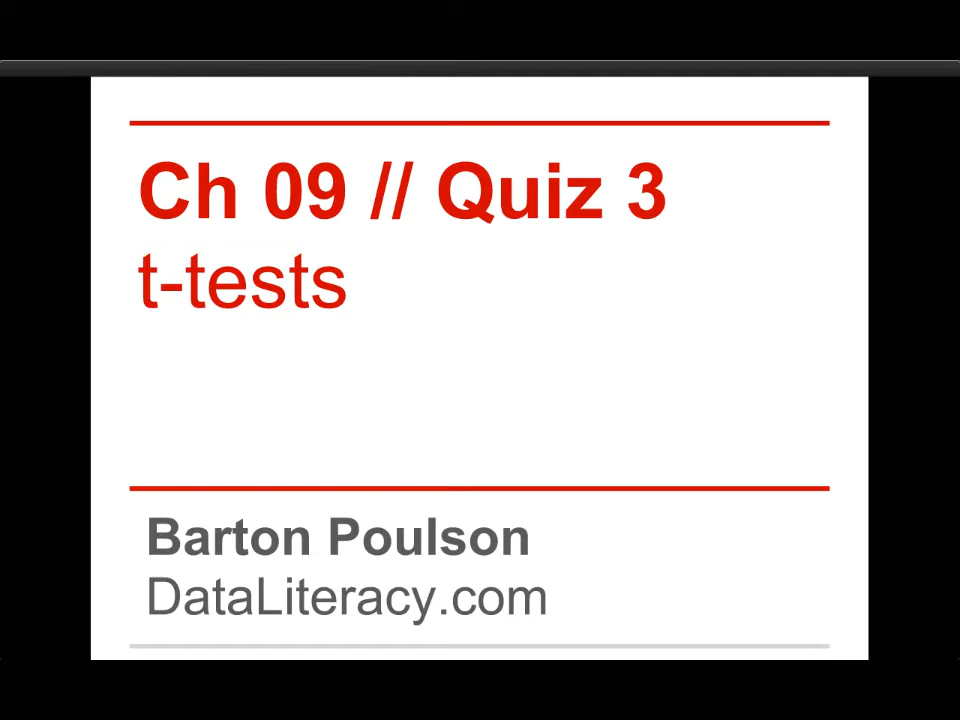 Ch 09 // Quiz 3
t-tests
Barton Poulson
DataLiteracy.com